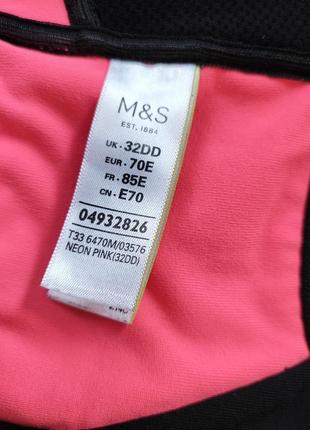 M&S
EST. 1884
UK • 32DD
EUR • 70E
FR • 85E
CN • E70
04932826
T33 6470M/03576
NEON PINK(32DD)